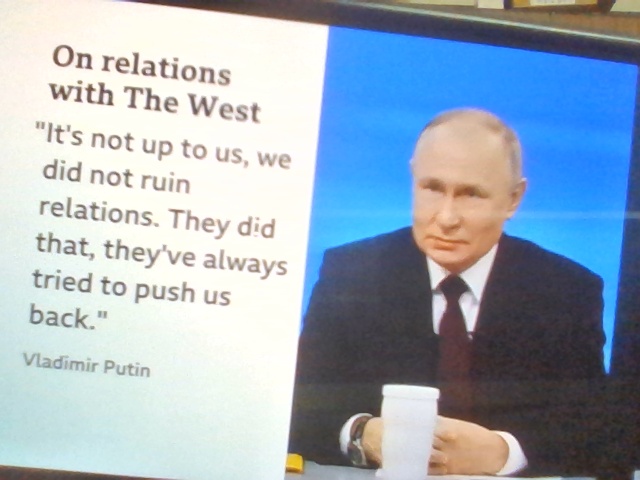 On relations
with The West
"It's not up to us, we
did not ruin
relations. They did
that, they've always
tried to push us
back."
Vladimir Putin